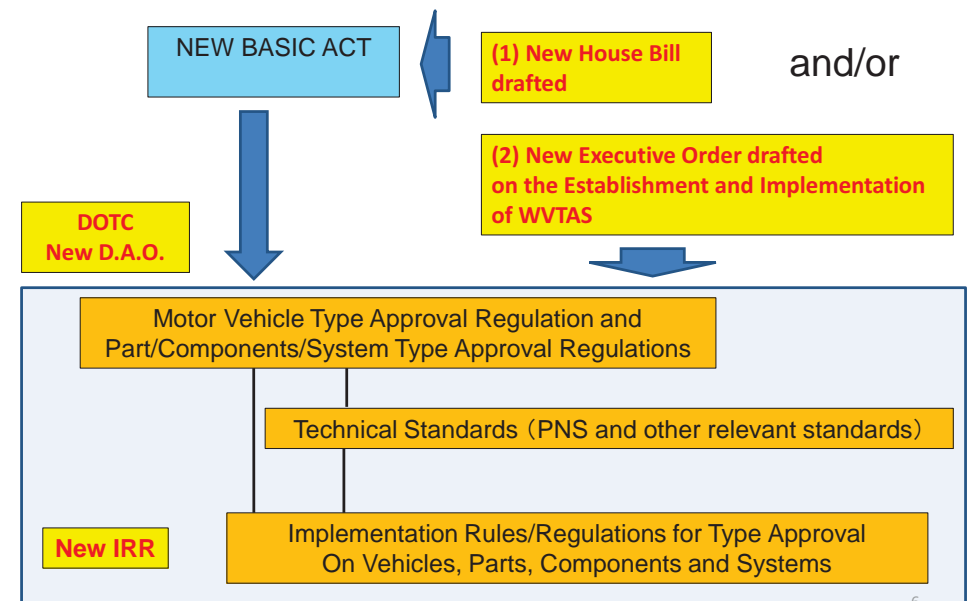 NEW BASIC ACT
(1) New House Bill
drafted
and/or
(2) New Executive Order drafted
on the Establishment and Implementation
of WVTAS
DOTC
New D.A.O.
Motor Vehicle Type Approval Regulation and
Part/Components/System Type Approval Regulations
Technical Standards（PNS and other relevant standards）
New IRR
Implementation Rules/Regulations for Type Approval
On Vehicles, Parts, Components and Systems